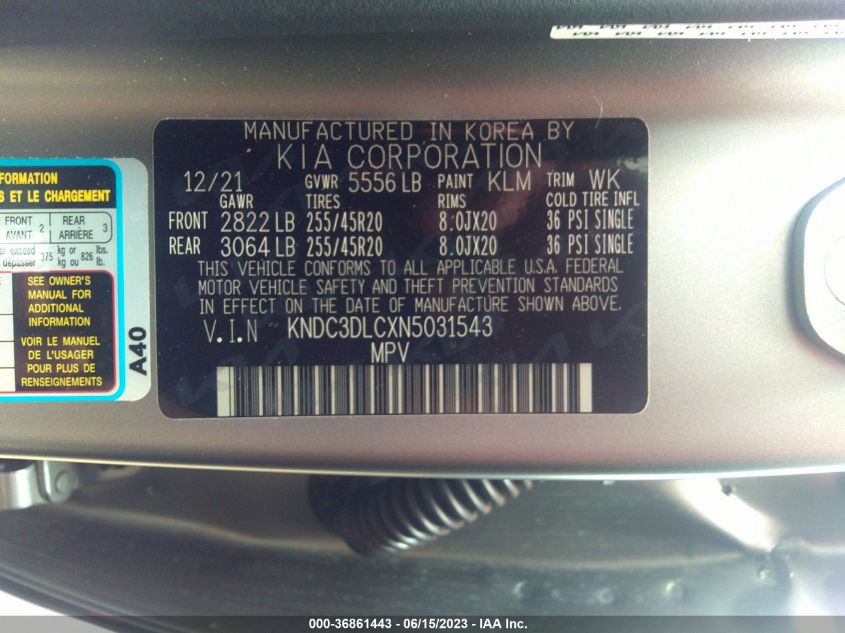 MANUFACTURED IN KOREA BY
KIA CORPORATION
12/21 GVWR 5556 LB PAINT KLM TRIM WK
GAWR TIRES RIMS COLD TIRE INFL
FRONT 2822 LB 255/45R20 8.0JX20 36 PSI SINGLE
REAR 3064 LB 255/45R20 8.0JX20 36 PSI SINGLE
THIS VEHICLE CONFORMS TO ALL APPLICABLE U.S.A. FEDERAL
MOTOR VEHICLE SAFETY AND THEFT PREVENTION STANDARDS
IN EFFECT ON THE DATE OF MANUFACTURE SHOWN ABOVE.
V.I.N KNDC3DLCXN5031543
MPV
ET LE CHARGEMENT
FRONT 2 REAR 3
AVANT ARRIÈRE
exceed 375 kg or 826 lbs.
dépasser kg ou lb.
SEE OWNER'S
MANUAL FOR
ADDITIONAL
INFORMATION
VOIR LE MANUEL
DE L'USAGER
POUR PLUS DE
RENSEIGNEMENTS
A40
000-36861443 - 06/15/2023 - IAA Inc.